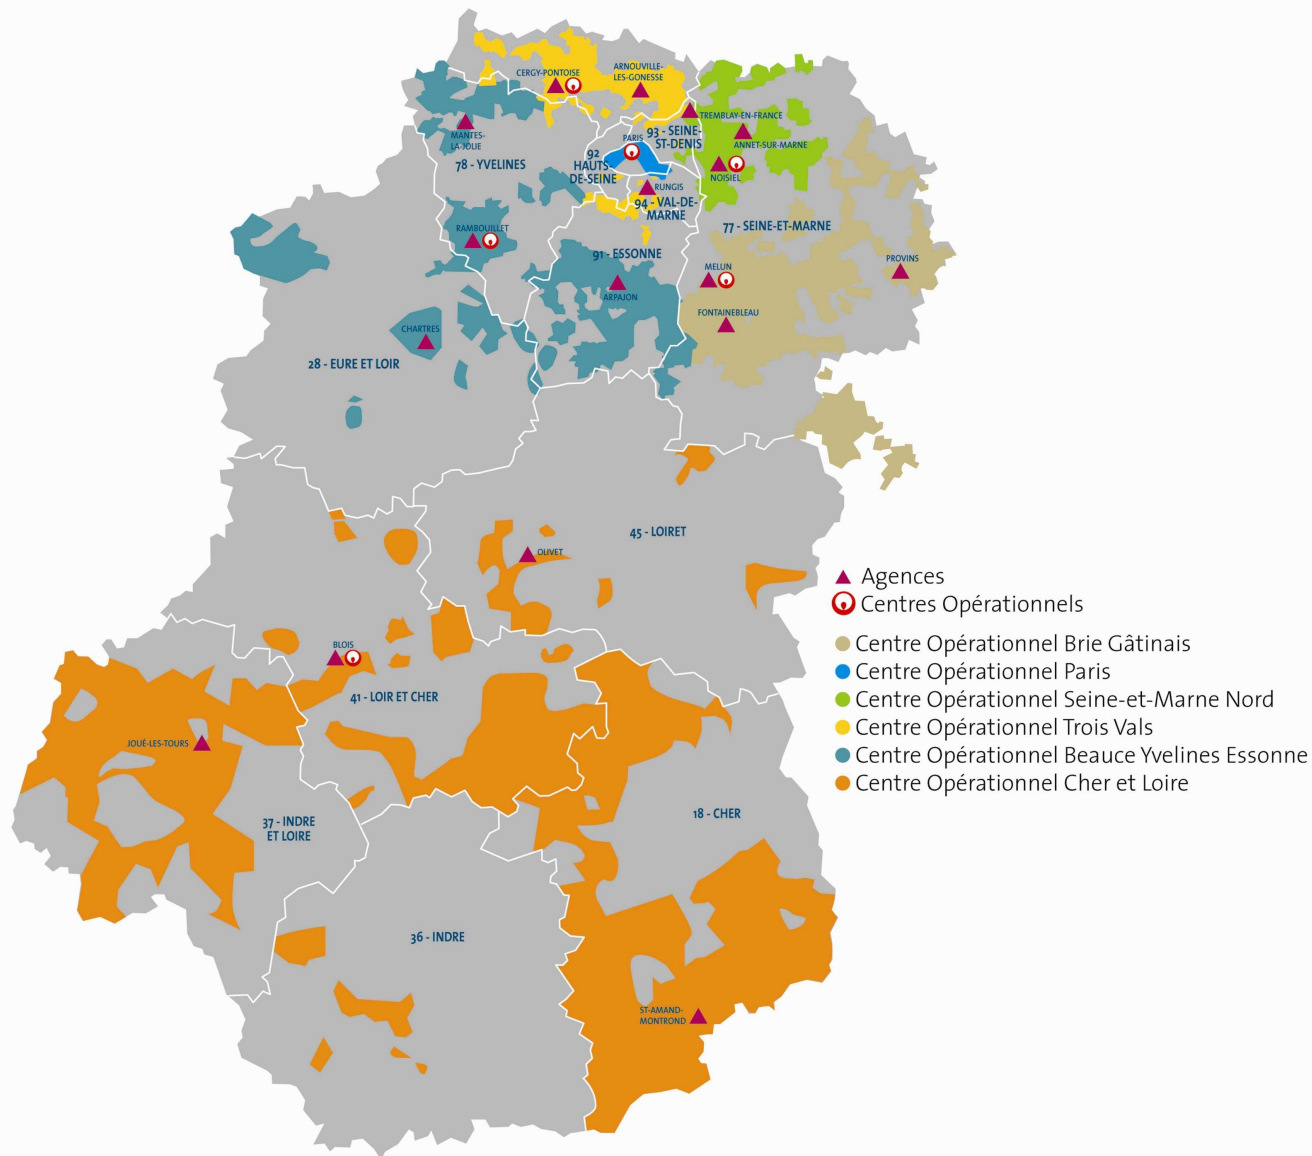 CERGY-PONTOISE
ARNOUVILLE-
LES-GONESSE
MANTES-
LA-JOLIE
TREMBLAY-EN-FRANCE
93 - SEINE-
ST-DENIS
PARIS
ANNET-SUR-MARNE
92
HAUTS-
DE-SEINE
78 - YVELINES
NOISIEL
RUNGIS
94 - VAL-DE-
MARNE
77 - SEINE-ET-MARNE
RAMBOUILLET
91 - ESSONNE
PROVINS
MELUN
ARPAJON
FONTAINEBLEAU
CHARTRES
28 - EURE ET LOIR
45 - LOIRET
OLIVET
Agences
Centres Opérationnels
Centre Opérationnel Brie Gâtinais
Centre Opérationnel Paris
Centre Opérationnel Seine-et-Marne Nord
Centre Opérationnel Trois Vals
Centre Opérationnel Beauce Yvelines Essonne
Centre Opérationnel Cher et Loire
BLOIS
41 - LOIR ET CHER
JOUÉ-LES-TOURS
37 - INDRE
ET LOIRE
18 - CHER
36 - INDRE
ST-AMAND-
MONTROND